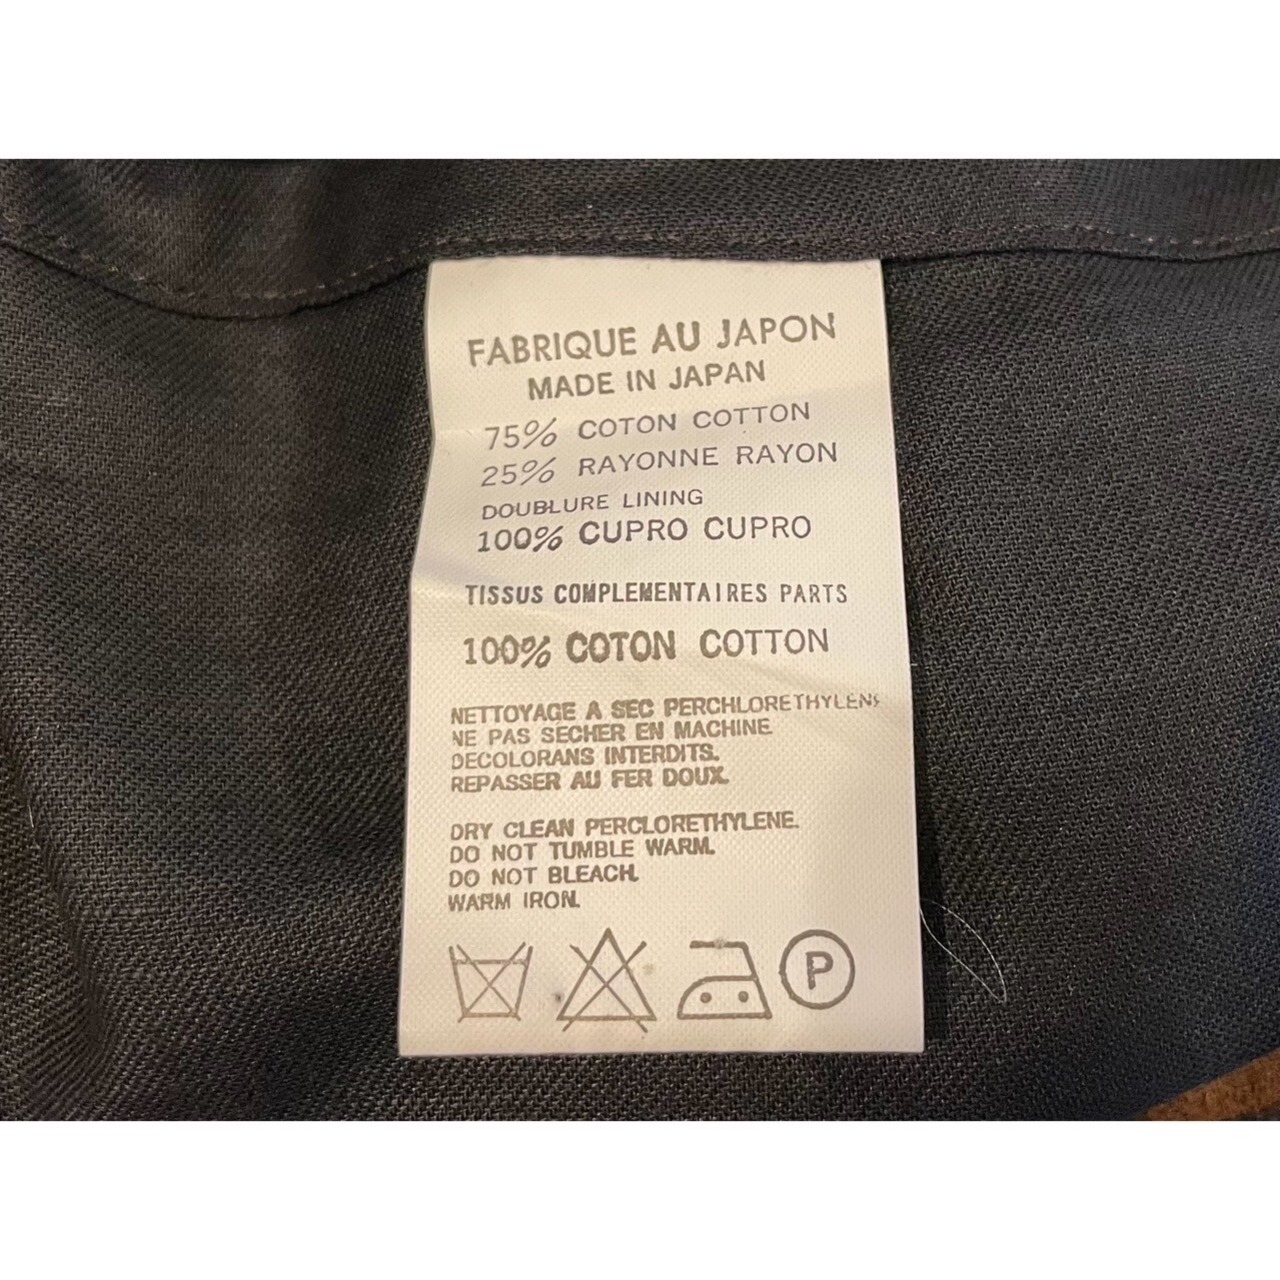 FABRIQUE AU JAPON
MADE IN JAPAN
75% COTON COTTON
25% RAYONNE RAYON
DOUBLURE LINING
100% CUPRO CUPRO
TISSUS COMPLEMENTAIRES PARTS
100% COTON COTTON
NETTOYAGE A SEC PERCHLORETHYLENE
NE PAS SECHER EN MACHINE
DECOLORANS INTERDITS.
REPASSER AU FER DOUX.
DRY CLEAN PERCLORETHYLENE.
DO NOT TUMBLE WARM.
DO NOT BLEACH.
WARM IRON.
P